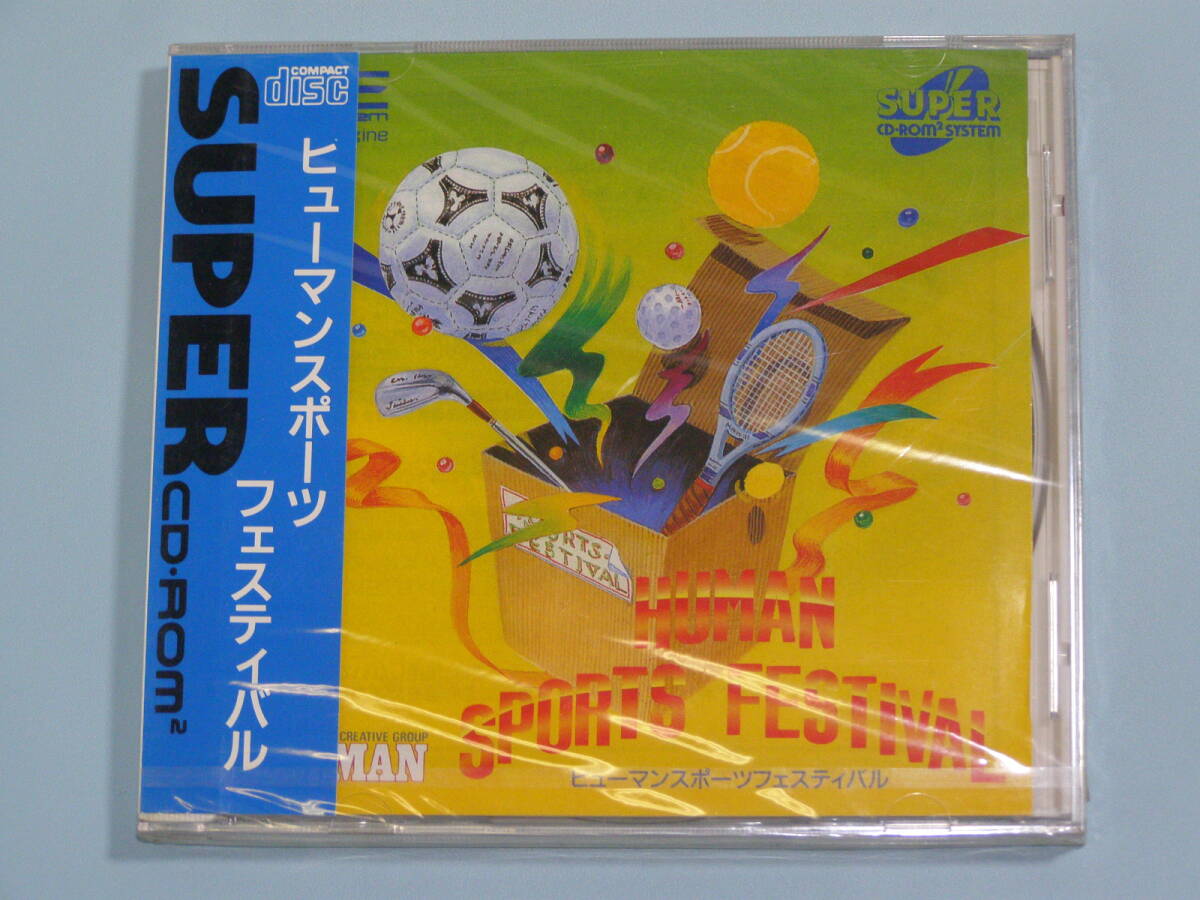 COMPACT
disc
SUPER
CD-ROM²
ヒューマンスポーツ
フェスティバル
SUPER
CD-ROM² SYSTEM
HUMAN
SPORTS FESTIVAL
ヒューマンスポーツフェスティバル
CREATIVE GROUP
MAN